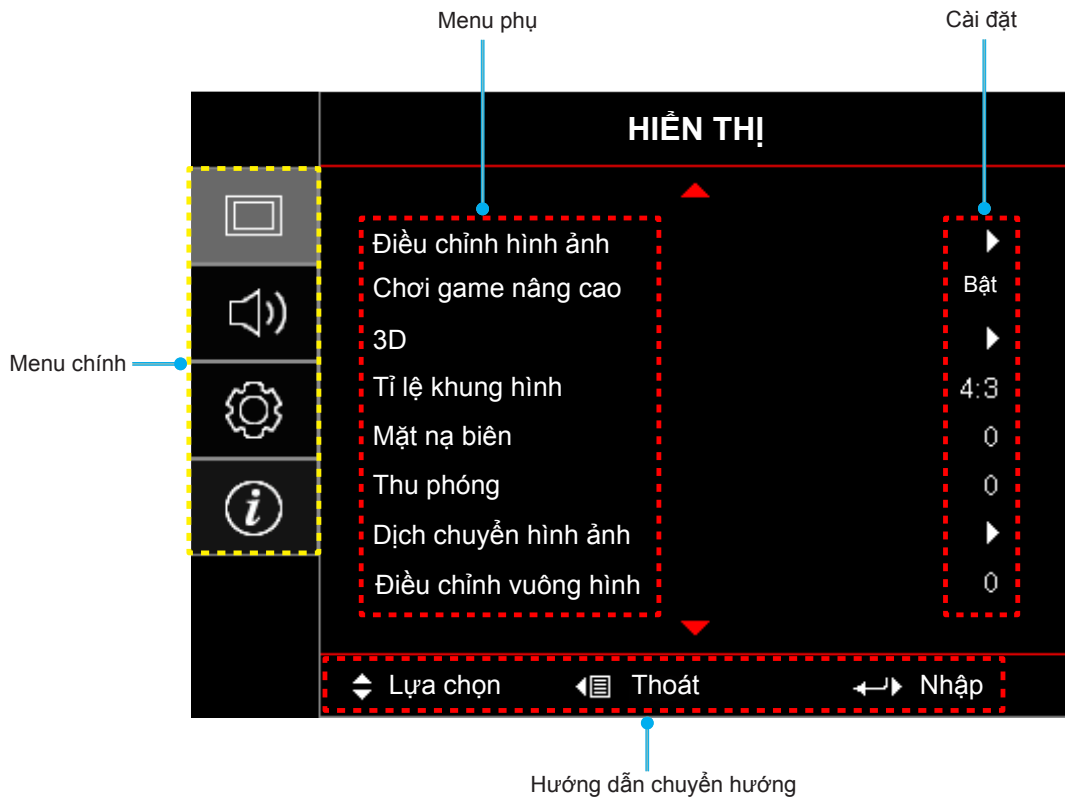 Menu phụ
Cài đặt
HIỂN THỊ
Điều chỉnh hình ảnh
Chơi game nâng cao Bật
3D
Tỉ lệ khung hình 4:3
Mặt nạ biên 0
Thu phóng 0
Dịch chuyển hình ảnh
Điều chỉnh vuông hình 0
Menu chính
Lựa chọn Thoát Nhập
Hướng dẫn chuyển hướng